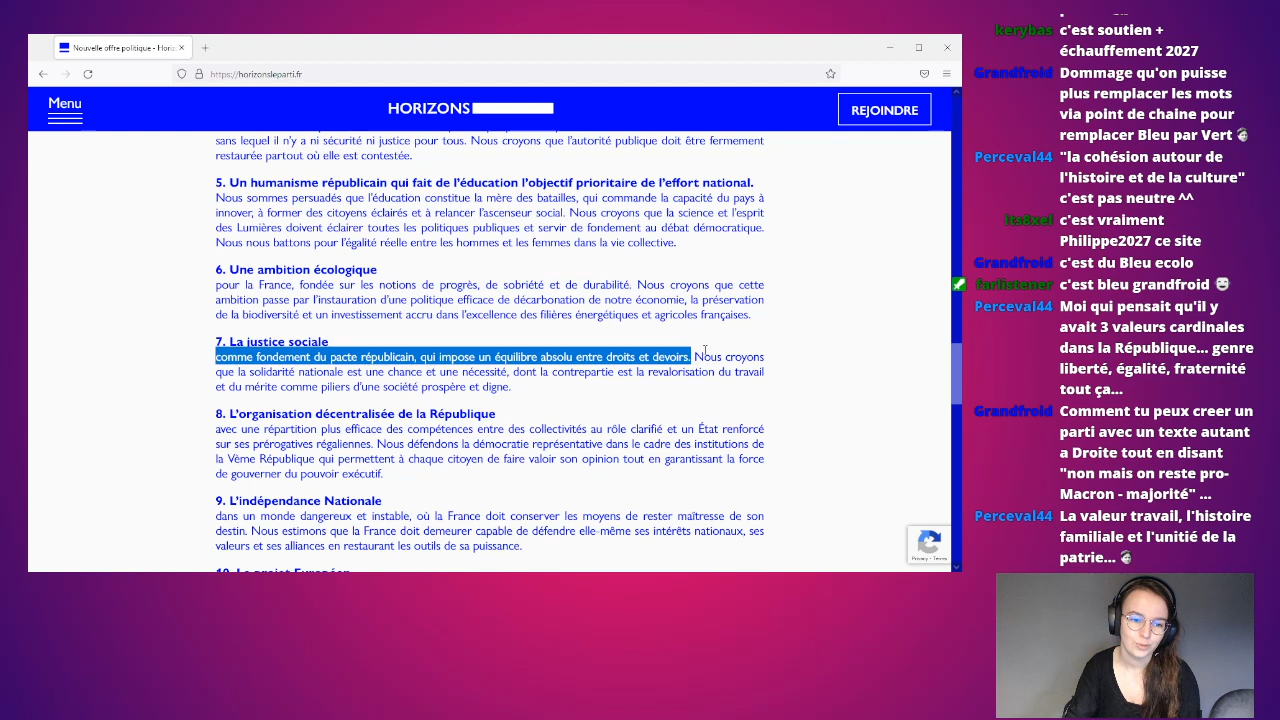 Nouvelle offre politique - Horiz
https://horizonsleparti.fr
Menu
HORIZONS
REJOINDRE
sans lequel il n'y a ni sécurité ni justice pour tous. Nous croyons que l'autorité publique doit être fermement
restaurée partout où elle est contestée.
5. Un humanisme républicain qui fait de l'éducation l'objectif prioritaire de l'effort national.
Nous sommes persuadés que l'éducation constitue la mère des batailles, qui commande la capacité du pays à
innover, à former des citoyens éclairés et à relancer l'ascenseur social. Nous croyons que la science et l'esprit
des Lumières doivent éclairer toutes les politiques publiques et servir de fondement au débat démocratique.
Nous nous battons pour l'égalité réelle entre les hommes et les femmes dans la vie collective.
6. Une ambition écologique
pour la France, fondée sur les notions de progrès, de sobriété et de durabilité. Nous croyons que cette
ambition passe par l'instauration d'une politique efficace de décarbonation de notre économie, la préservation
de la biodiversité et un investissement accru dans l'excellence des filières énergétiques et agricoles françaises.
7. La justice sociale
comme fondement du pacte républicain, qui impose un équilibre absolu entre droits et devoirs. Nous croyons
que la solidarité nationale est une chance et une nécessité, dont la contrepartie est la revalorisation du travail
et du mérite comme piliers d'une société prospère et digne.
8. L'organisation décentralisée de la République
avec une répartition plus efficace des compétences entre des collectivités au rôle clarifié et un État renforcé
sur ses prérogatives régaliennes. Nous défendons la démocratie représentative dans le cadre des institutions de
la Vème République qui permettent à chaque citoyen de faire valoir son opinion tout en garantissant la force
de gouverner du pouvoir exécutif.
9. L'indépendance Nationale
dans un monde dangereux et instable, où la France doit conserver les moyens de rester maîtresse de son
destin. Nous estimons que la France doit demeurer capable de défendre elle-même ses intérêts nationaux, ses
valeurs et ses alliances en restaurant les outils de sa puissance.
10. Le projet Européen
Privacy - Terms
kerybas c'est soutien +
échauffement 2027
Grandfroid Dommage qu'on puisse
plus remplacer les mots
via point de chaine pour
remplacer Bleu par Vert
Perceval44 "la cohésion autour de
l'histoire et de la culture"
c'est pas neutre ^^
c'est vraiment
Philippe2027 ce site
Grandfroid c'est du Bleu ecolo
farlistener c'est bleu grandfroid
Perceval44 Moi qui pensait qu'il y
avait 3 valeurs cardinales
dans la République... genre
liberté, égalité, fraternité
tout ça...
Grandfroid Comment tu peux creer un
parti avec un texte autant
a Droite tout en disant
"non mais on reste pro-
Macron - majorité" ...
Perceval44 La valeur travail, l'histoire
familiale et l'unitié de la
patrie...